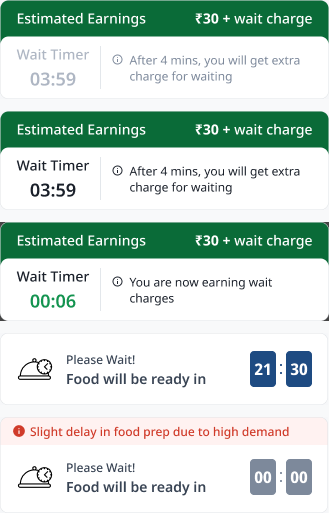 Estimated Earnings ₹30 + wait charge
Wait Timer
03:59
After 4 mins, you will get extra
charge for waiting
Estimated Earnings ₹30 + wait charge
Wait Timer
03:59
After 4 mins, you will get extra
charge for waiting
Estimated Earnings ₹30 + wait charge
Wait Timer
00:06
You are now earning wait
charges
Please Wait!
Food will be ready in
21 : 30
Slight delay in food prep due to high demand
Please Wait!
Food will be ready in
00 : 00